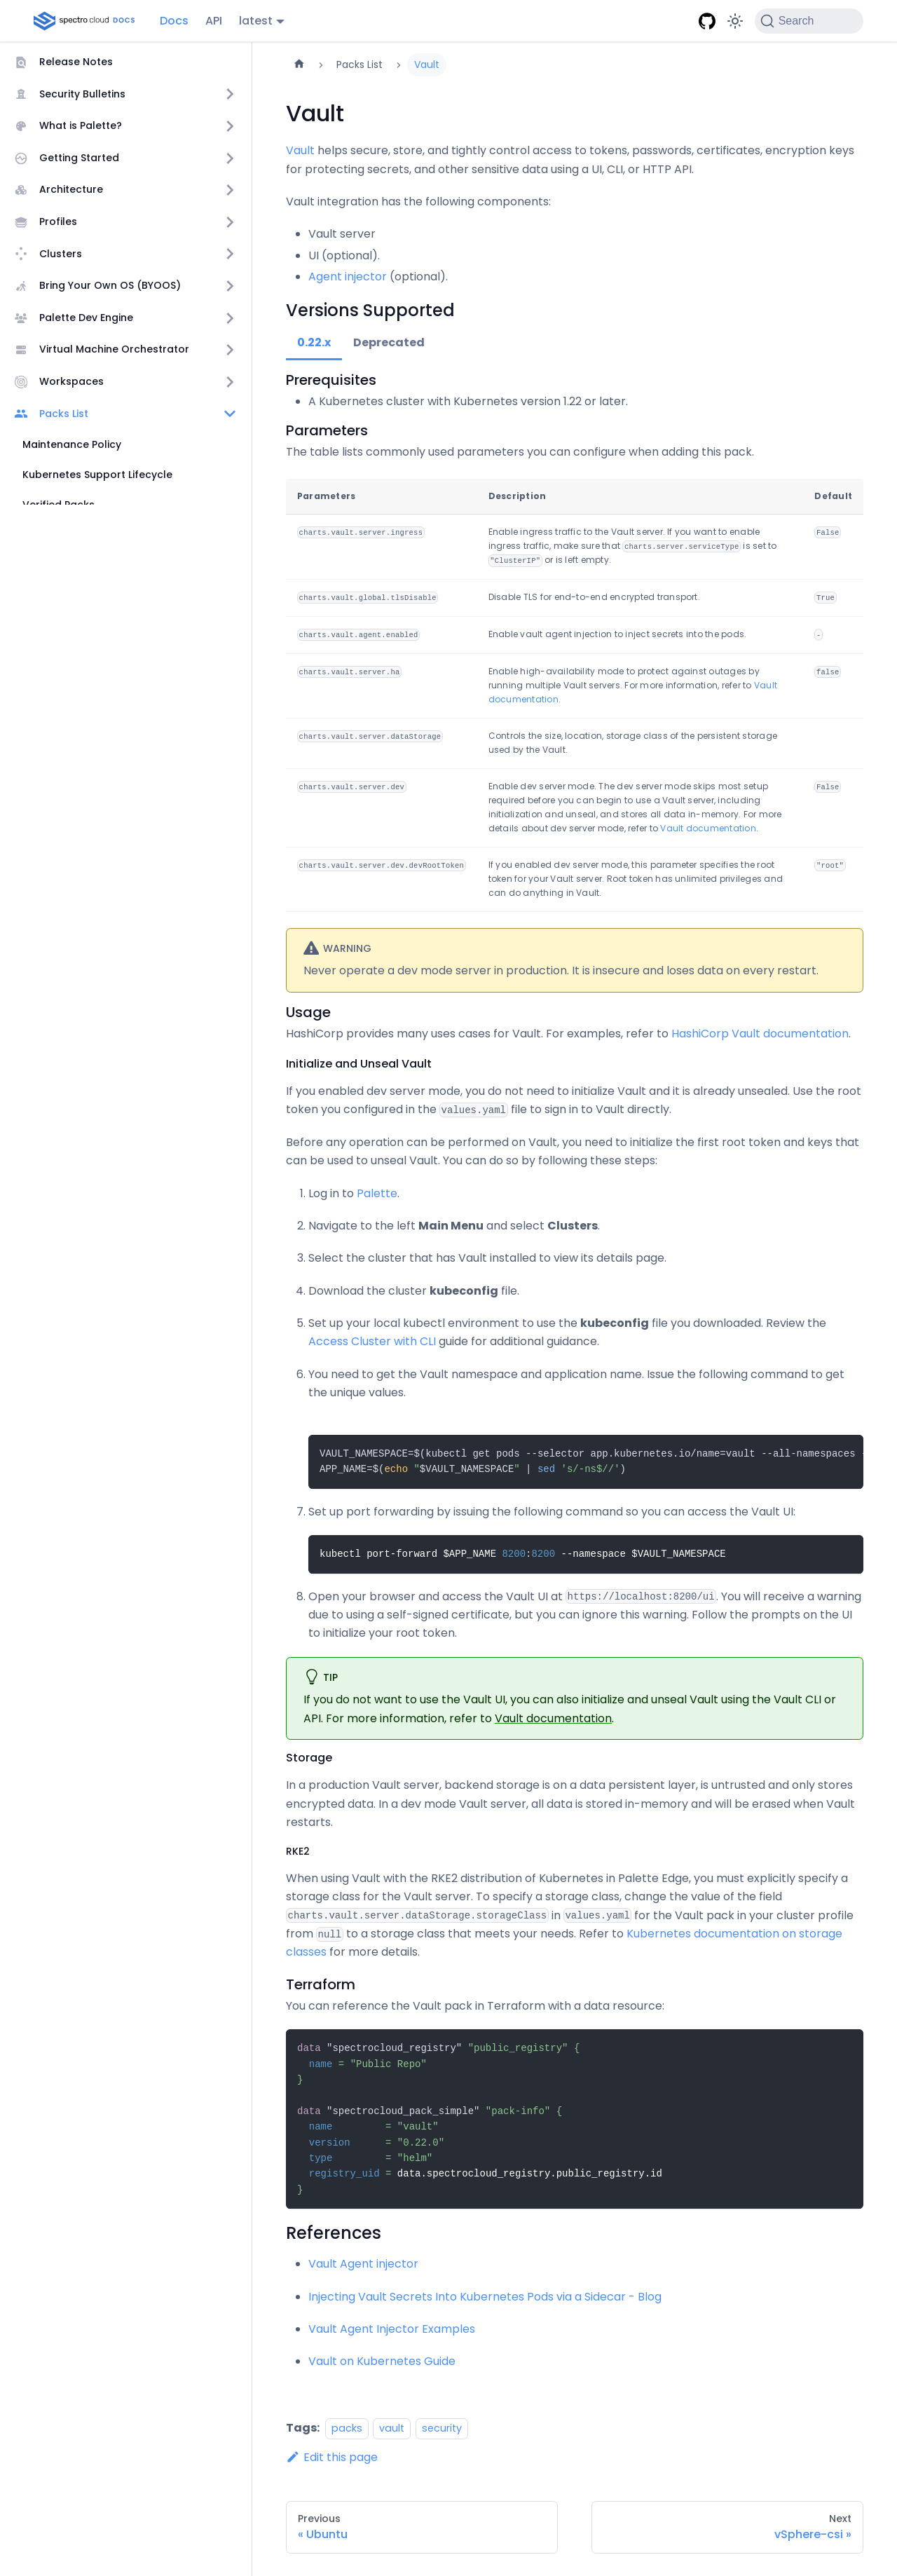 spectro cloud DOCS
Docs
API
latest
Search
Release Notes
Security Bulletins
What is Palette?
Getting Started
Architecture
Profiles
Clusters
Bring Your Own OS (BYOOS)
Palette Dev Engine
Virtual Machine Orchestrator
Workspaces
Packs List
Maintenance Policy
Kubernetes Support Lifecycle
Verified Packs
Packs List
Vault
Vault
Vault helps secure, store, and tightly control access to tokens, passwords, certificates, encryption keys
for protecting secrets, and other sensitive data using a UI, CLI, or HTTP API.
Vault integration has the following components:
Vault server
UI (optional).
Agent injector (optional).
Versions Supported
0.22.x
Deprecated
Prerequisites
A Kubernetes cluster with Kubernetes version 1.22 or later.
Parameters
The table lists commonly used parameters you can configure when adding this pack.
Parameters Description Default
charts.vault.server.ingress Enable ingress traffic to the Vault server. If you want to enable False
ingress traffic, make sure that charts.server.serviceType is set to
"ClusterIP" or is left empty.
charts.vault.global.tlsDisable Disable TLS for end-to-end encrypted transport. True
charts.vault.agent.enabled Enable vault agent injection to inject secrets into the pods. -
charts.vault.server.ha Enable high-availability mode to protect against outages by false
running multiple Vault servers. For more information, refer to Vault
documentation.
charts.vault.server.dataStorage Controls the size, location, storage class of the persistent storage
used by the Vault.
charts.vault.server.dev Enable dev server mode. The dev server mode skips most setup False
required before you can begin to use a Vault server, including
initialization and unseal, and stores all data in-memory. For more
details about dev server mode, refer to Vault documentation.
charts.vault.server.dev.devRootToken If you enabled dev server mode, this parameter specifies the root "root"
token for your Vault server. Root token has unlimited privileges and
can do anything in Vault.
WARNING
Never operate a dev mode server in production. It is insecure and loses data on every restart.
Usage
HashiCorp provides many uses cases for Vault. For examples, refer to HashiCorp Vault documentation.
Initialize and Unseal Vault
If you enabled dev server mode, you do not need to initialize Vault and it is already unsealed. Use the root
token you configured in the values.yaml file to sign in to Vault directly.
Before any operation can be performed on Vault, you need to initialize the first root token and keys that
can be used to unseal Vault. You can do so by following these steps:
1. Log in to Palette.
2. Navigate to the left Main Menu and select Clusters.
3. Select the cluster that has Vault installed to view its details page.
4. Download the cluster kubeconfig file.
5. Set up your local kubectl environment to use the kubeconfig file you downloaded. Review the
Access Cluster with CLI guide for additional guidance.
6. You need to get the Vault namespace and application name. Issue the following command to get
the unique values.
VAULT_NAMESPACE=$(kubectl get pods --selector app.kubernetes.io/name=vault --all-namespaces
APP_NAME=$(echo "$VAULT_NAMESPACE" | sed 's/-ns$//')
7. Set up port forwarding by issuing the following command so you can access the Vault UI:
kubectl port-forward $APP_NAME 8200:8200 --namespace $VAULT_NAMESPACE
8. Open your browser and access the Vault UI at https://localhost:8200/ui. You will receive a warning
due to using a self-signed certificate, but you can ignore this warning. Follow the prompts on the UI
to initialize your root token.
TIP
If you do not want to use the Vault UI, you can also initialize and unseal Vault using the Vault CLI or
API. For more information, refer to Vault documentation.
Storage
In a production Vault server, backend storage is on a data persistent layer, is untrusted and only stores
encrypted data. In a dev mode Vault server, all data is stored in-memory and will be erased when Vault
restarts.
RKE2
When using Vault with the RKE2 distribution of Kubernetes in Palette Edge, you must explicitly specify a
storage class for the Vault server. To specify a storage class, change the value of the field
charts.vault.server.dataStorage.storageClass in values.yaml for the Vault pack in your cluster profile
from null to a storage class that meets your needs. Refer to Kubernetes documentation on storage
classes for more details.
Terraform
You can reference the Vault pack in Terraform with a data resource:
data "spectrocloud_registry" "public_registry" {
name = "Public Repo"
}
data "spectrocloud_pack_simple" "pack-info" {
name = "vault"
version = "0.22.0"
type = "helm"
registry_uid = data.spectrocloud_registry.public_registry.id
}
References
Vault Agent injector
Injecting Vault Secrets Into Kubernetes Pods via a Sidecar - Blog
Vault Agent Injector Examples
Vault on Kubernetes Guide
Tags: packs vault security
Edit this page
Previous
« Ubuntu
Next
vSphere-csi »